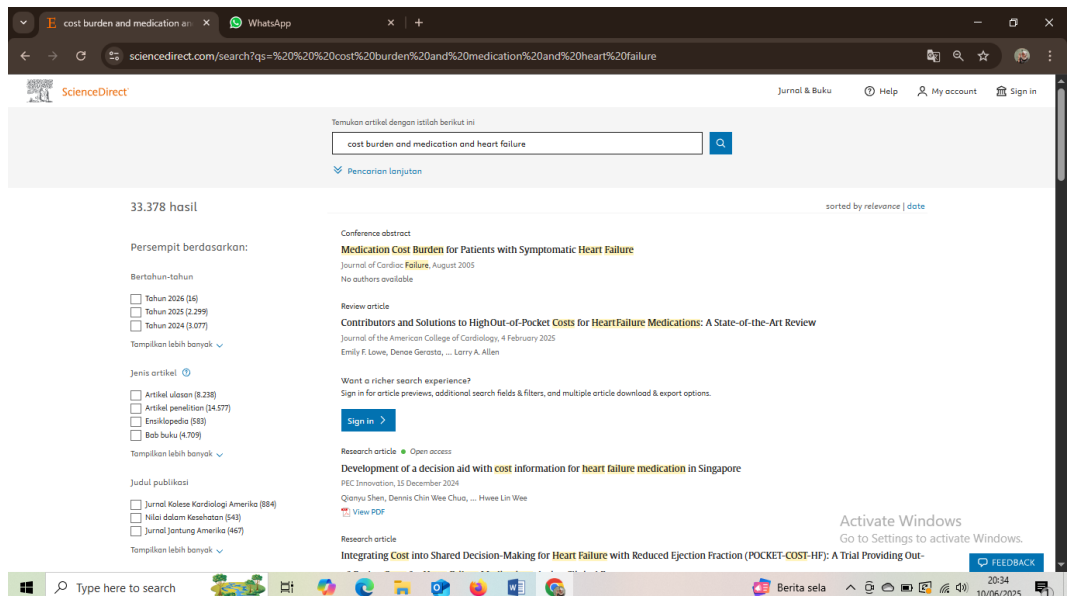 cost burden and medication an
WhatsApp
sciencedirect.com/search?qs=%20%20%20cost%20burden%20and%20medication%20and%20heart%20failure
ScienceDirect
Jurnal & Buku
Help
My account
Sign in
Temukan artikel dengan istilah berikut ini
cost burden and medication and heart failure
Pencarian lanjutan
33.378 hasil
sorted by relevance | date
Persempit berdasarkan:
Bertahun-tahun
Tahun 2026 (16)
Tahun 2025 (2.299)
Tahun 2024 (3.077)
Tampilkan lebih banyak
Jenis artikel
Artikel ulasan (8.238)
Artikel penelitian (14.577)
Ensiklopedia (583)
Bab buku (4.709)
Tampilkan lebih banyak
Judul publikasi
Jurnal Kolese Kardiologi Amerika (884)
Nilai dalam Kesehatan (543)
Jurnal Jantung Amerika (467)
Tampilkan lebih banyak
Conference abstract
Medication Cost Burden for Patients with Symptomatic Heart Failure
Journal of Cardiac Failure, August 2005
No authors available
Review article
Contributors and Solutions to HighOut-of-Pocket Costs for HeartFailure Medications: A State-of-the-Art Review
Journal of the American College of Cardiology, 4 February 2025
Emily F. Lowe, Denae Gerasta, ... Larry A. Allen
Want a richer search experience?
Sign in for article previews, additional search fields & filters, and multiple article download & export options.
Sign in
Research article Open access
Development of a decision aid with cost information for heart failure medication in Singapore
PEC Innovation, 15 December 2024
Qianyu Shen, Dennis Chin Wee Chua, ... Hwee Lin Wee
View PDF
Research article
Integrating Cost into Shared Decision-Making for Heart Failure with Reduced Ejection Fraction (POCKET-COST-HF): A Trial Providing Out-
Activate Windows
Go to Settings to activate Windows.
FEEDBACK
Type here to search
Berita sela
20:34
10/06/2025